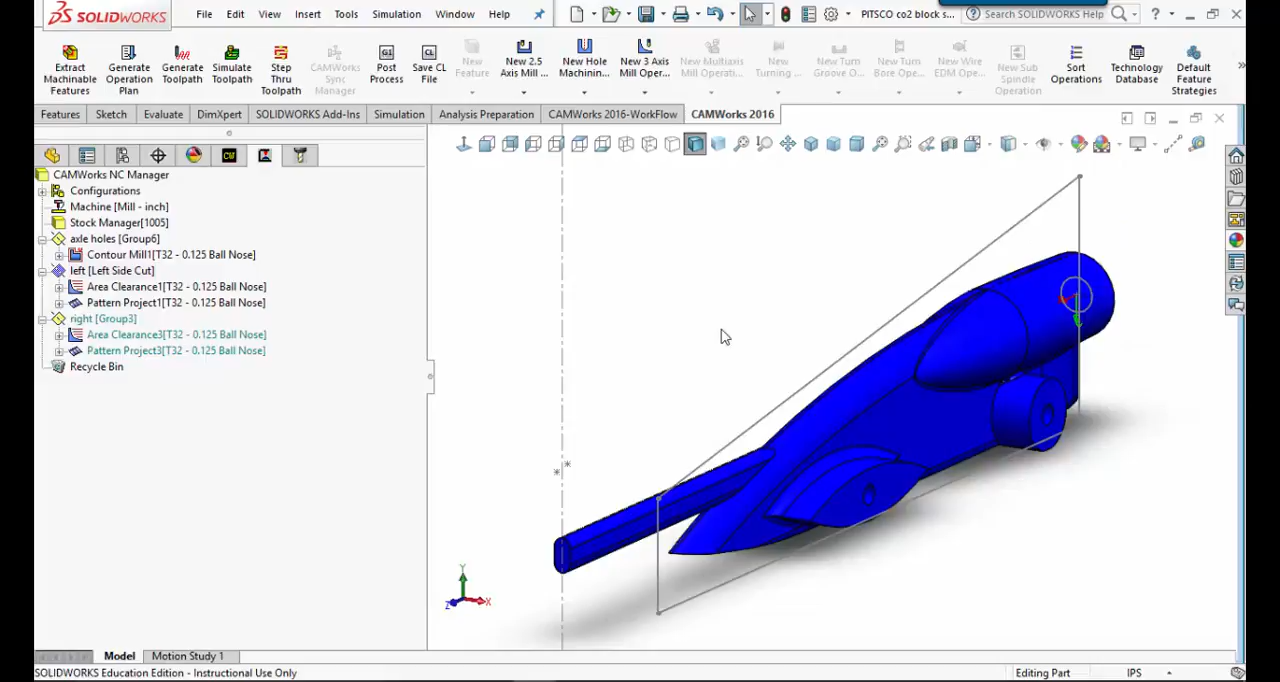 SOLIDWORKS File Edit View Insert Tools Simulation Window Help PITSCO co2 block s... Search SOLIDWORKS Help ?
Extract Machinable Features
Generate Operation Plan
Generate Toolpath
Simulate Toolpath
Step Thru Toolpath
CAMWorks Sync Manager
G1 Post Process
CL Save CL File
New Feature
New 2.5 Axis Mill ...
New Hole Machinin...
New 3 Axis Mill Oper...
New Multiaxis Mill Operati...
New Turning ...
New Turn Groove O...
New Turn Bore Ope...
New Wire EDM Ope...
New Sub Spindle Operation
Sort Operations
Technology Database
Default Feature Strategies
Features Sketch Evaluate DimXpert SOLIDWORKS Add-Ins Simulation Analysis Preparation CAMWorks 2016-WorkFlow CAMWorks 2016
CW
CAMWorks NC Manager
Configurations
Machine [Mill - inch]
Stock Manager[1005]
axle holes [Group6]
Contour Mill1[T32 - 0.125 Ball Nose]
left [Left Side Cut]
Area Clearance1[T32 - 0.125 Ball Nose]
Pattern Project1[T32 - 0.125 Ball Nose]
right [Group3]
Area Clearance3[T32 - 0.125 Ball Nose]
Pattern Project3[T32 - 0.125 Ball Nose]
Recycle Bin
Y
Z X
Model Motion Study 1
SOLIDWORKS Education Edition - Instructional Use Only Editing Part IPS